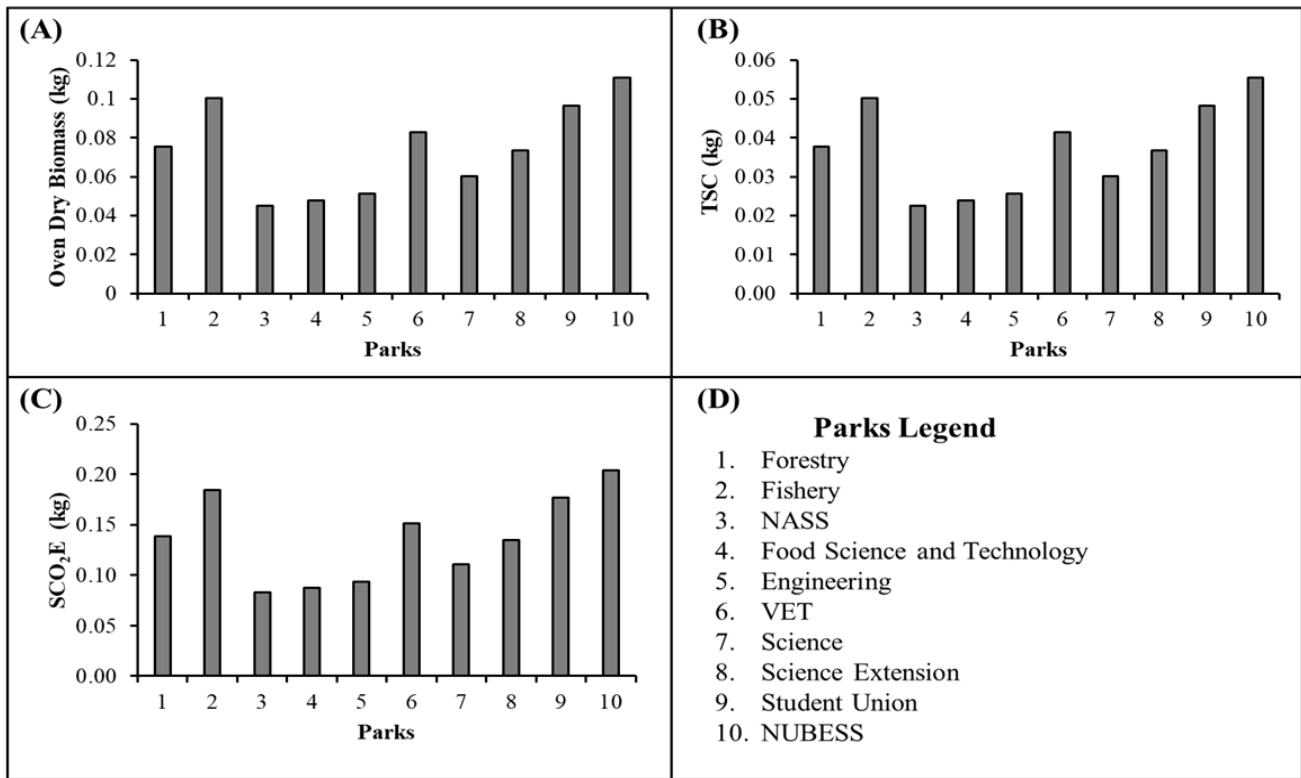 (A)
Oven Dry Biomass (kg)
0.12
0.1
0.08
0.06
0.04
0.02
0
1 2 3 4 5 6 7 8 9 10
Parks
(B)
TSC (kg)
0.06
0.05
0.04
0.03
0.02
0.01
0.00
1 2 3 4 5 6 7 8 9 10
Parks
(C)
SCO₂E (kg)
0.25
0.20
0.15
0.10
0.05
0.00
1 2 3 4 5 6 7 8 9 10
Parks
(D)
Parks Legend
1. Forestry
2. Fishery
3. NASS
4. Food Science and Technology
5. Engineering
6. VET
7. Science
8. Science Extension
9. Student Union
10. NUBESS